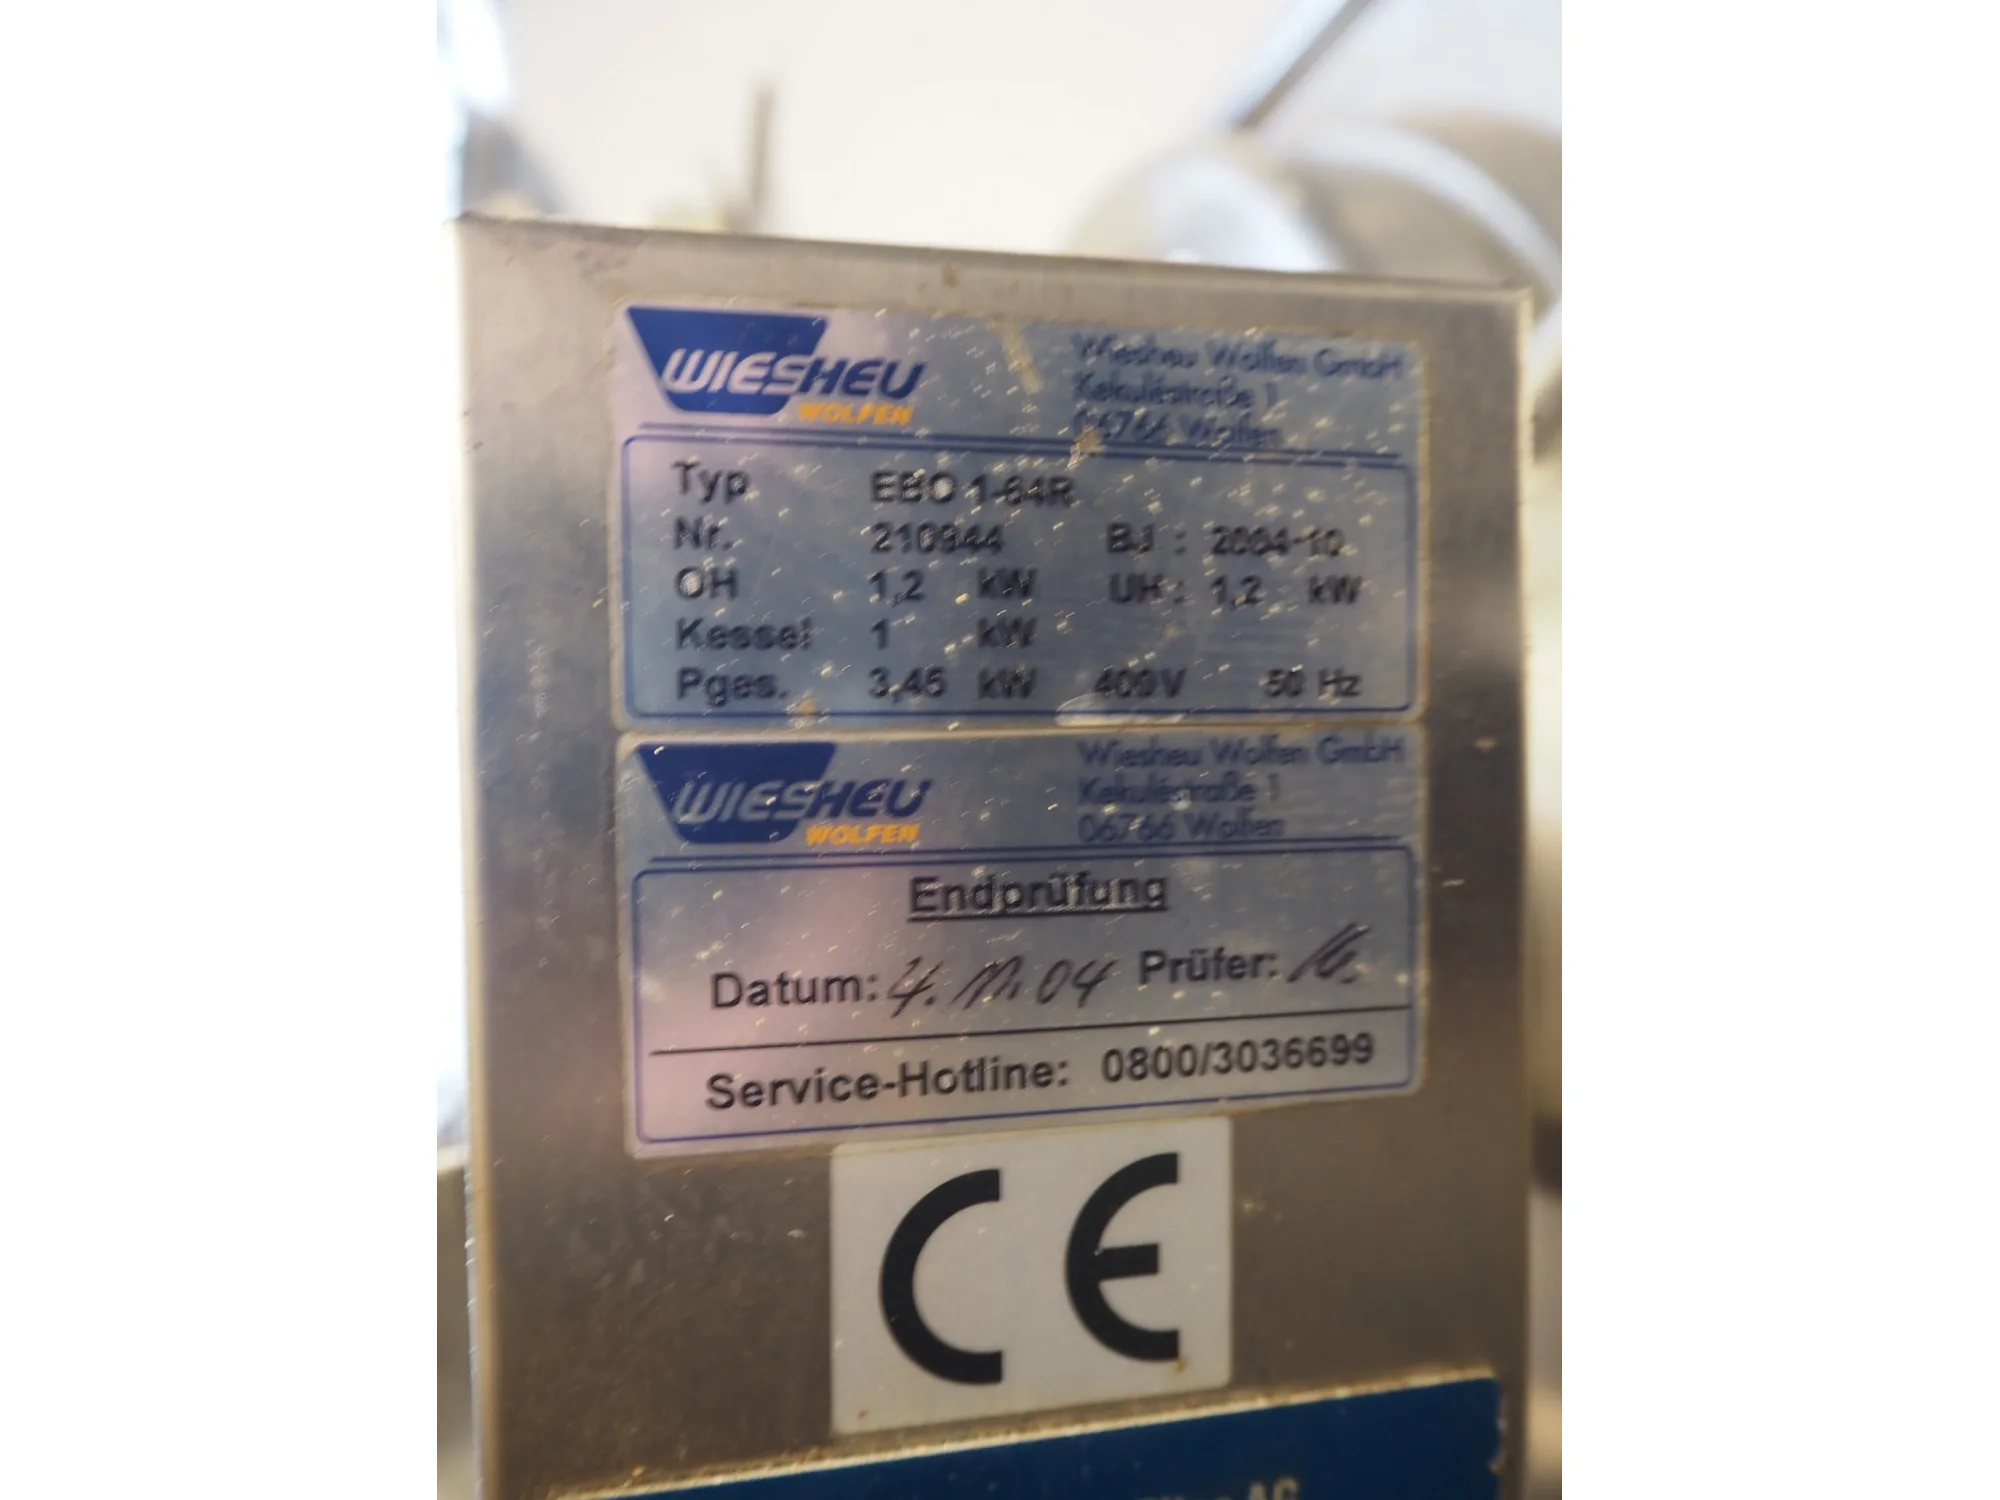 WIESHEU
WOLFEN
Wiesheu Wolfen GmbH
Kekuléstraße 1
06766 Wolfen
Typ EBO 1-64R
Nr. 210944 BJ : 2004-10
OH 1,2 kW UH : 1,2 kW
Kessel 1 kW
Pges. 3,45 kW 400V 50 Hz
WIESHEU
WOLFEN
Wiesheu Wolfen GmbH
Kekuléstraße 1
06766 Wolfen
Endprüfung
Datum: 4. 04 Prüfer:
Service-Hotline: 0800/3036699
CE
AG